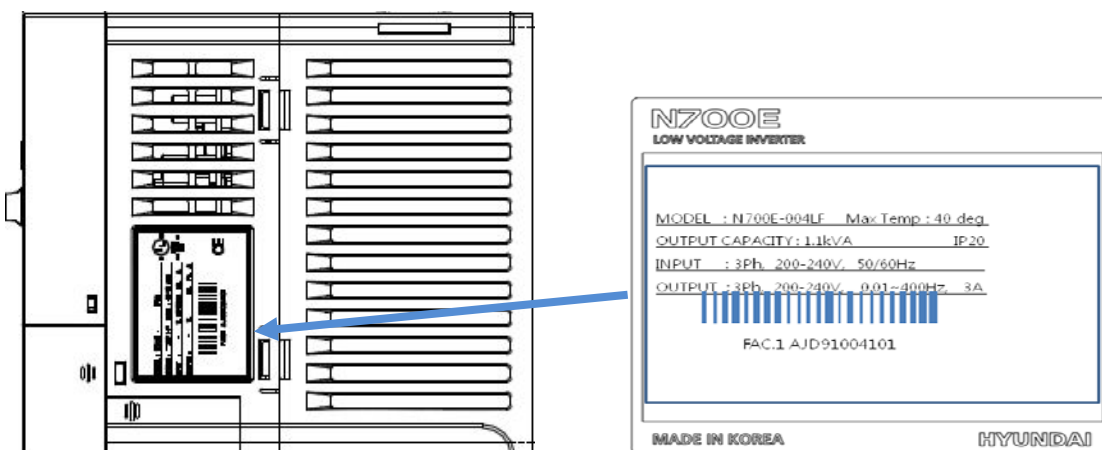 N700E
LOW VOLTAGE INVERTER
MODEL : N700E-004LF Max Temp : 40 deg
OUTPUT CAPACITY : 1.1kVA IP20
INPUT : 3Ph, 200-240V, 50/60Hz
OUTPUT : 3Ph, 200-240V, 0.01~400Hz, 3A
FAC.1 AJD91004101
MADE IN KOREA HYUNDAI